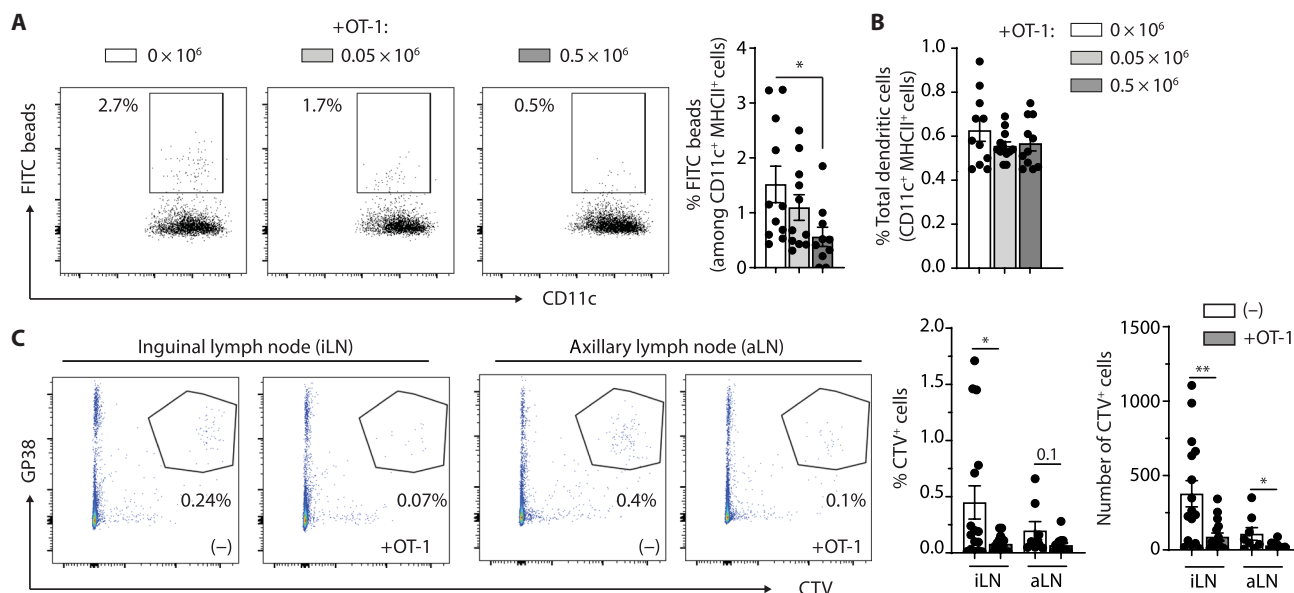 A
+OT-1:
0 × 10⁶
0.05 × 10⁶
0.5 × 10⁶
2.7%
1.7%
0.5%
FITC beads
CD11c
% FITC beads
(among CD11c⁺ MHCII⁺ cells)
4
3
2
1
0
*
B
+OT-1:
0 × 10⁶
0.05 × 10⁶
0.5 × 10⁶
% Total dendritic cells
(CD11c⁺ MHCII⁺ cells)
1.0
0.8
0.6
0.4
0.2
0.0
C
Inguinal lymph node (iLN)
Axillary lymph node (aLN)
GP38
0.24%
(–)
0.07%
+OT-1
0.4%
(–)
0.1%
+OT-1
CTV
% CTV⁺ cells
2.0
1.5
1.0
0.5
0.0
*
0.1
iLN
aLN
(–)
+OT-1
Number of CTV⁺ cells
1500
1000
500
0
**
*
iLN
aLN